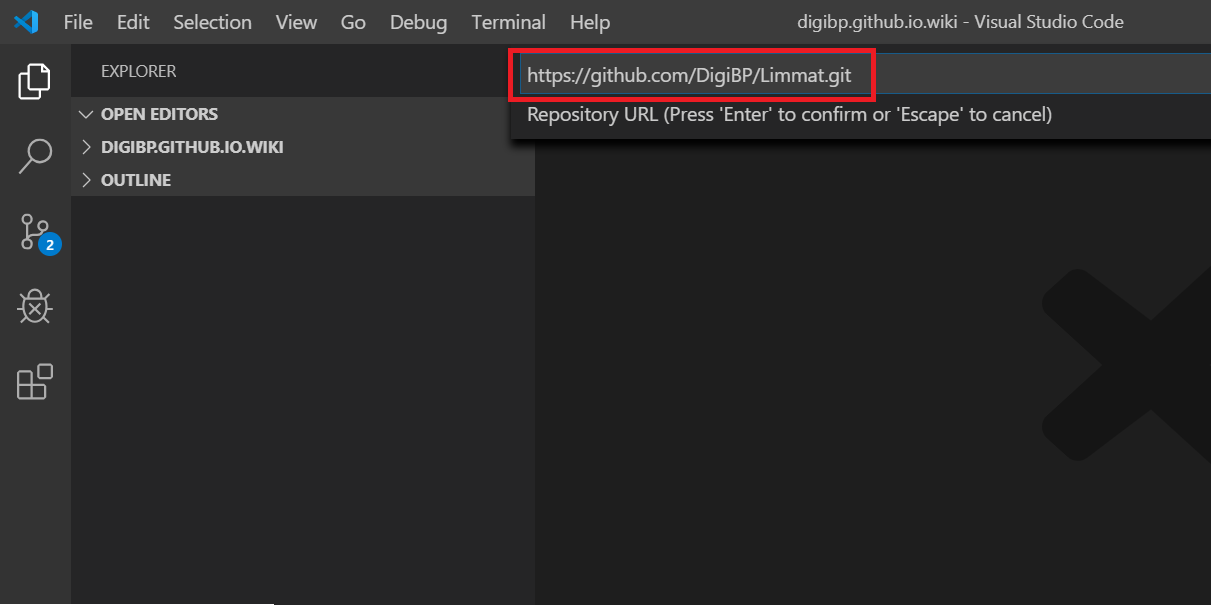 File Edit Selection View Go Debug Terminal Help digibp.github.io.wiki - Visual Studio Code
EXPLORER
https://github.com/DigiBP/Limmat.git
Repository URL (Press 'Enter' to confirm or 'Escape' to cancel)
OPEN EDITORS
DIGIBP.GITHUB.IO.WIKI
OUTLINE
2